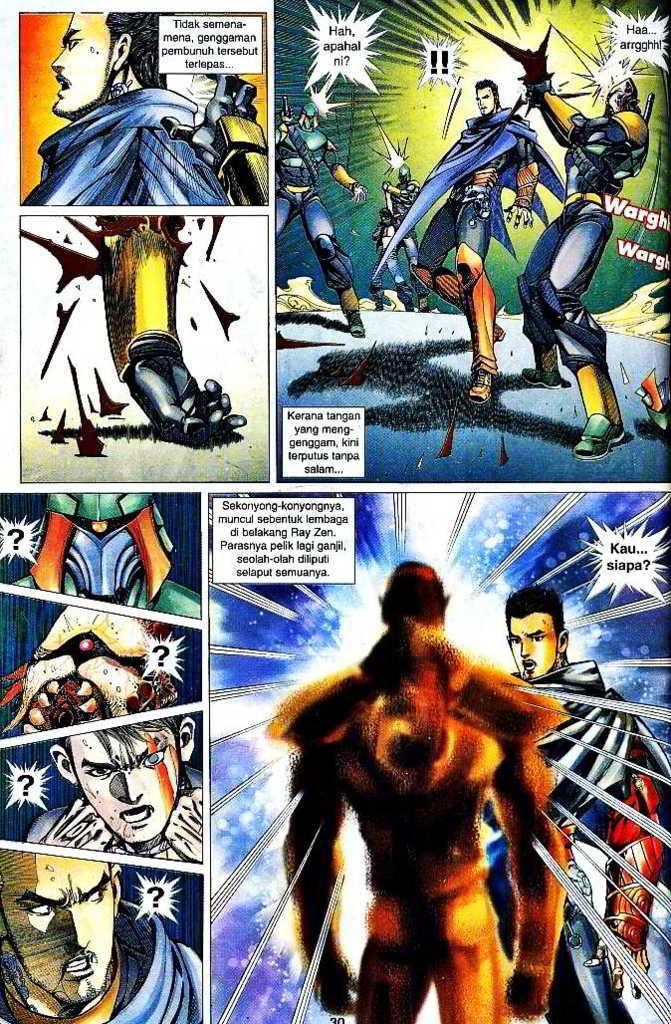 Tidak semena-
mena, genggaman
pembunuh tersebut
terlepas...
Hah,
apahal
ni?
!!
Haa...
arrgghh!
Wargh
Wargh
Kerana tangan
yang meng-
genggam, kini
terputus tanpa
salam...
?
?
?
?
Sekonyong-konyongnya,
muncul sebentuk lembaga
di belakang Ray Zen.
Parasnya pelik lagi ganjil,
seolah-olah diliputi
selaput semuanya.
Kau...
siapa?
30